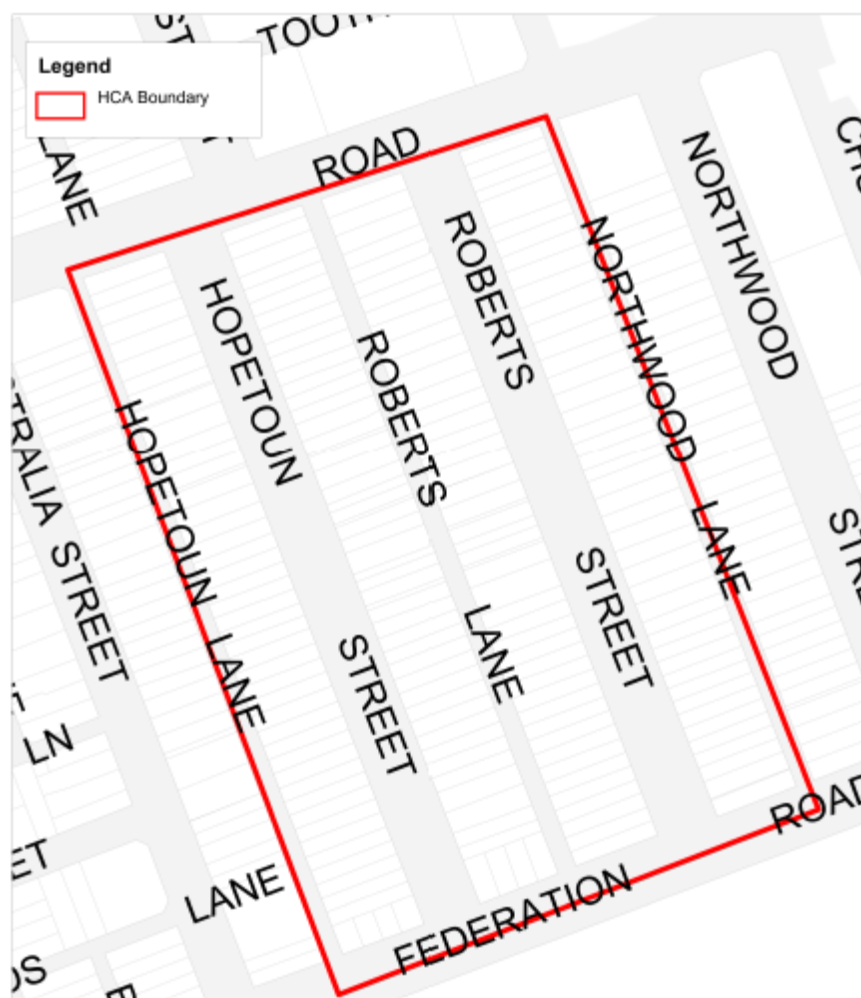 Legend
HCA Boundary
LANE
ROAD
NORTHWOOD
ROBERTS
NORTHWOOD
HOPETOUN
ROBERTS
HOPETOUN
LANE
STREET
STREET
STREET
LANE
STREET
LANE
LN
ROAD
LANE
FEDERATION